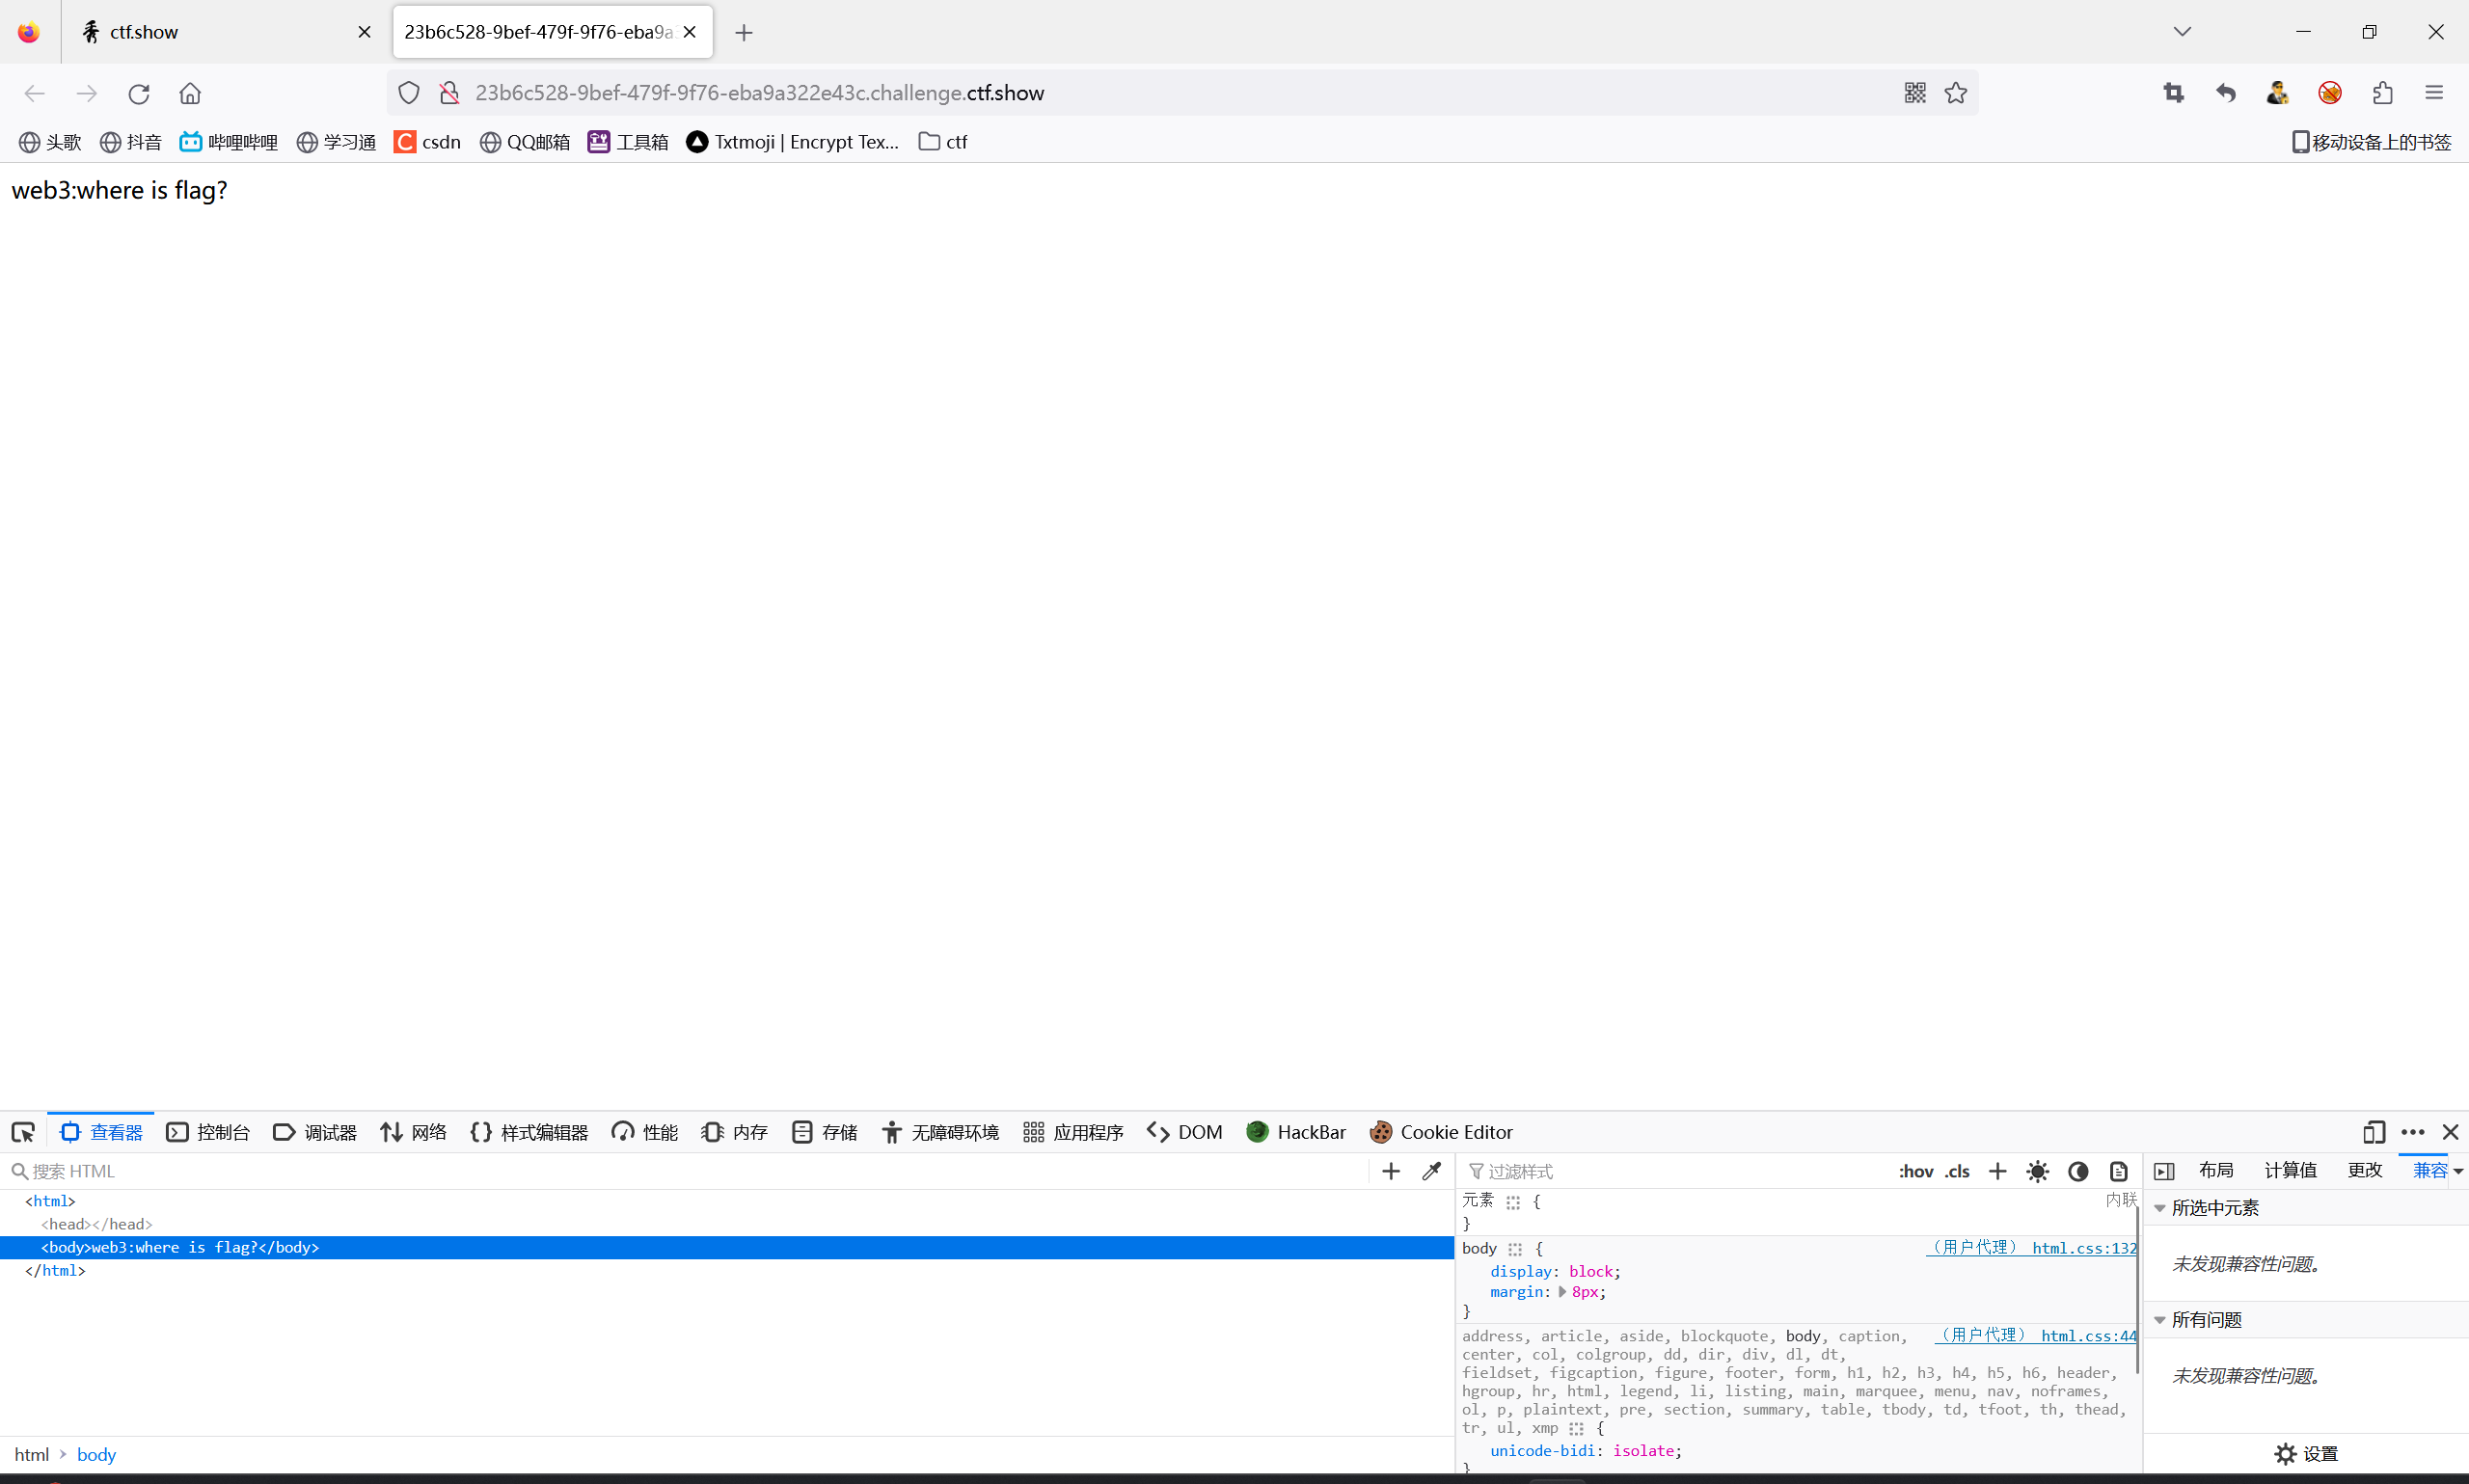 ctf.show
23b6c528-9bef-479f-9f76-eba9a
23b6c528-9bef-479f-9f76-eba9a322e43c.challenge.ctf.show
头歌 抖音 哔哩哔哩 学习通 csdn QQ邮箱 工具箱 Txtmoji | Encrypt Tex... ctf 移动设备上的书签
web3:where is flag?
查看器 控制台 调试器 网络 样式编辑器 性能 内存 存储 无障碍环境 应用程序 DOM HackBar Cookie Editor
搜索 HTML
<html>
<head></head>
<body>web3:where is flag?</body>
</html>
html > body
过滤样式 :hov .cls
元素 { 内联
}
body { (用户代理) html.css:132
display: block;
margin: 8px;
}
address, article, aside, blockquote, body, caption, (用户代理) html.css:44
center, col, colgroup, dd, dir, div, dl, dt,
fieldset, figcaption, figure, footer, form, h1, h2, h3, h4, h5, h6, header,
hgroup, hr, html, legend, li, listing, main, marquee, menu, nav, noframes,
ol, p, plaintext, pre, section, summary, table, tbody, td, tfoot, th, thead,
tr, ul, xmp {
unicode-bidi: isolate;
}
布局 计算值 更改 兼容
所选中元素
未发现兼容性问题。
所有问题
未发现兼容性问题。
设置